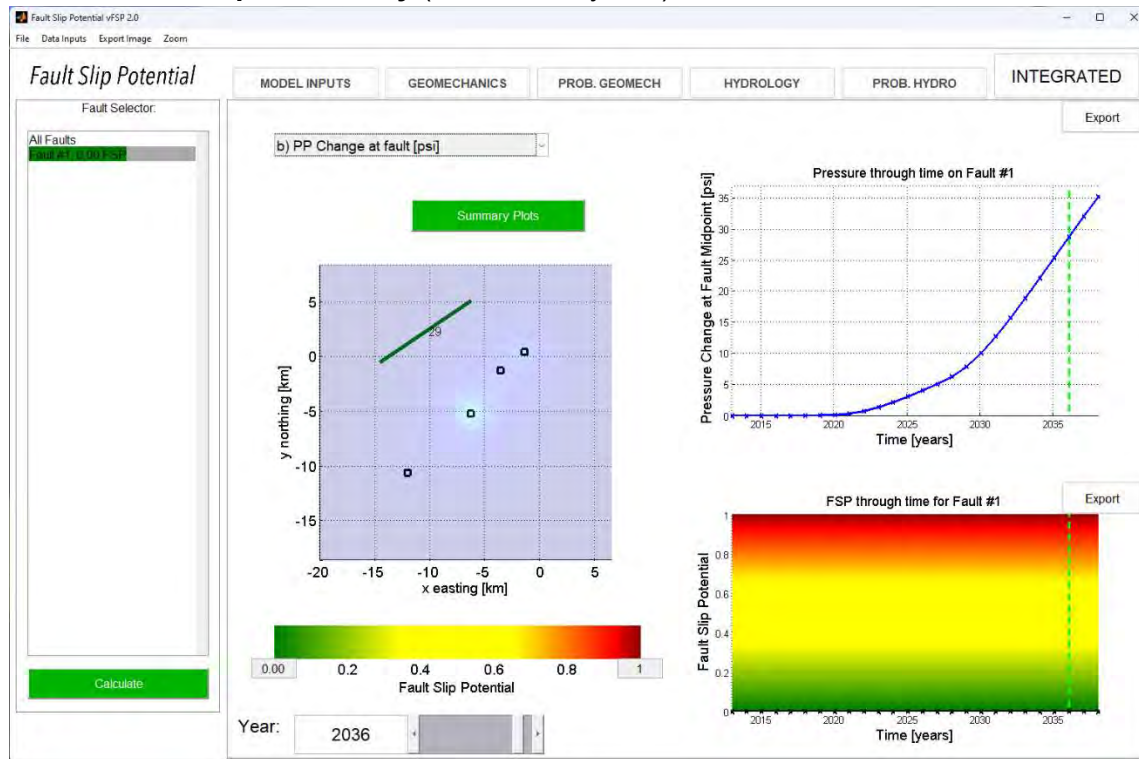 Fault Slip Potential vFSP 2.0
File Data Inputs Export Image Zoom
Fault Slip Potential
MODEL INPUTS
GEOMECHANICS
PROB. GEOMECH
HYDROLOGY
PROB. HYDRO
INTEGRATED
Fault Selector:
All Faults
Fault #1, 0.00 FSP
Calculate
Export
b) PP Change at fault [psi]
Summary Plots
5
0
-5
-10
-15
y northing [km]
29
-20 -15 -10 -5 0 5
x easting [km]
0.00 0.2 0.4 0.6 0.8 1
Fault Slip Potential
Year: 2036
Pressure through time on Fault #1
Pressure Change at Fault Midpoint [psi]
35
30
25
20
15
10
5
0
2015 2020 2025 2030 2035
Time [years]
Export
FSP through time for Fault #1
Fault Slip Potential
1
0.8
0.6
0.4
0.2
0
2015 2020 2025 2030 2035
Time [years]